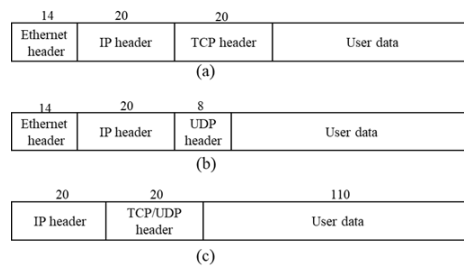 14 20 20
Ethernet header IP header TCP header User data
(a)
14 20 8
Ethernet header IP header UDP header User data
(b)
20 20 110
IP header TCP/UDP header User data
(c)